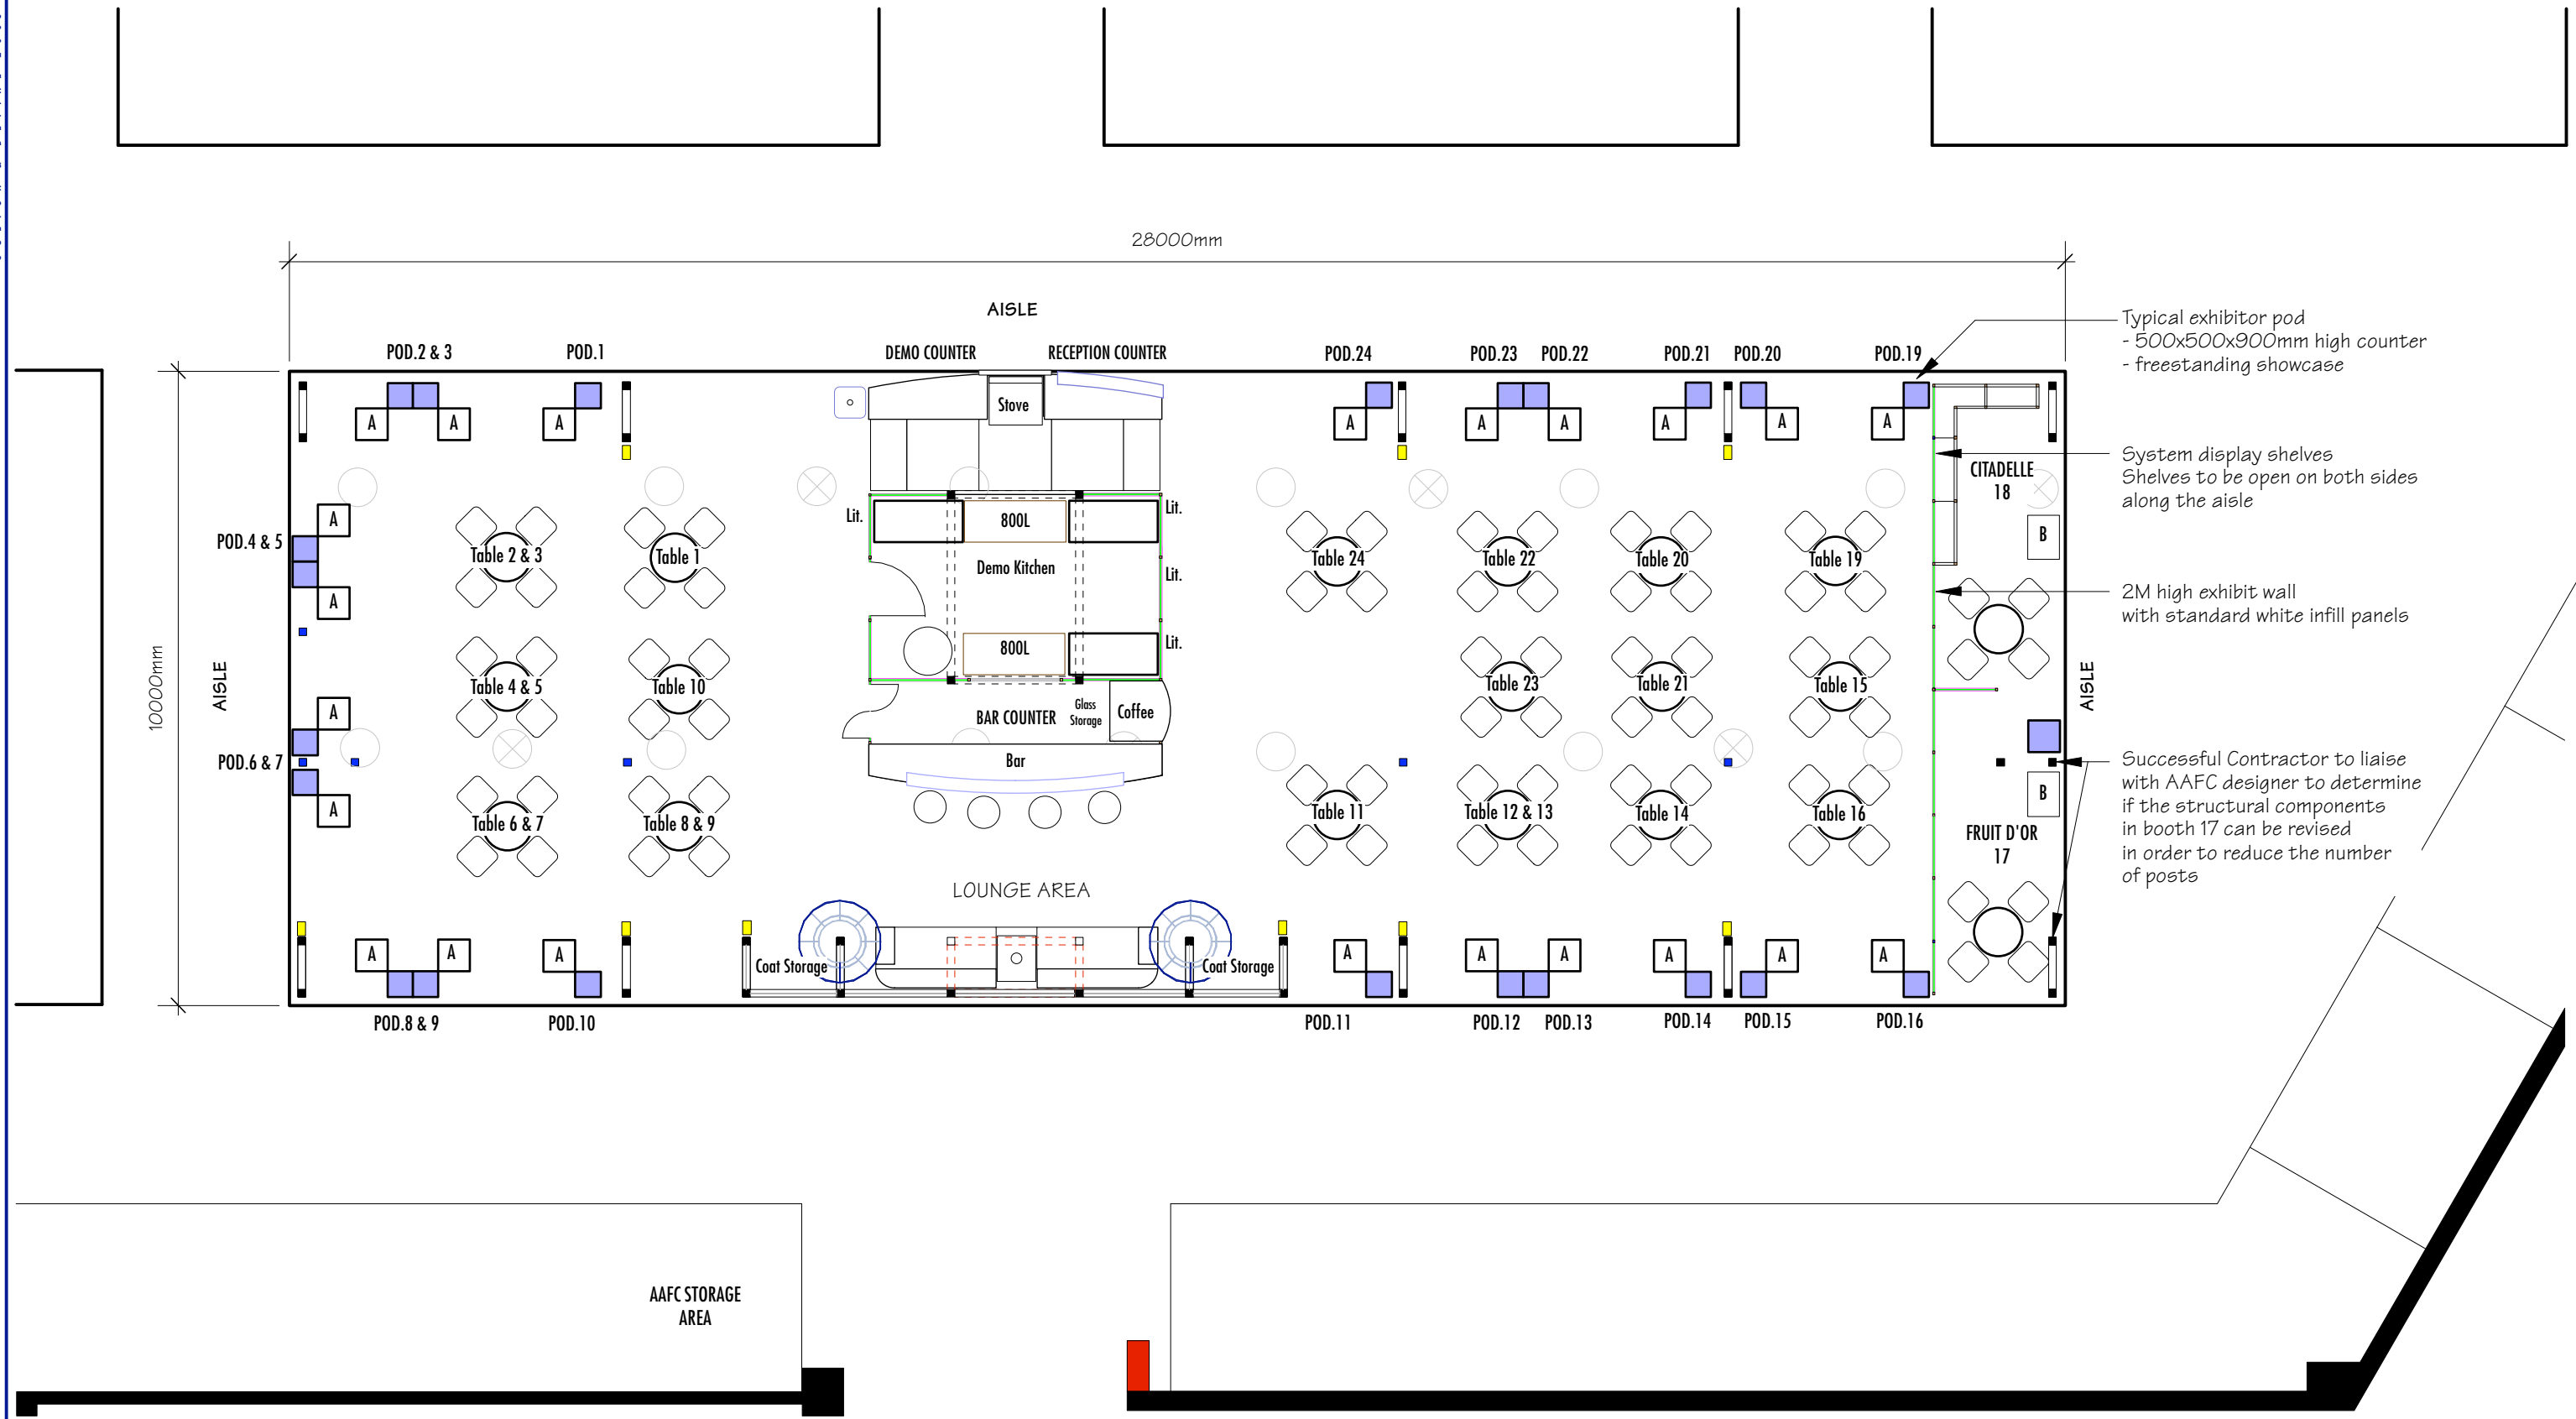 28000mm
AISLE
Typical exhibitor pod
- 500x500x900mm high counter
- freestanding showcase
POD.2 & 3
POD.1
DEMO COUNTER
RECEPTION COUNTER
POD.24
POD.23
POD.22
POD.21
POD.20
POD.19
Stove
A
A
A
A
A
A
A
A
A
System display shelves
Shelves to be open on both sides
along the aisle
CITADELLE
18
Lit.
800L
Lit.
A
POD.4 & 5
B
Table 2 & 3
Table 1
Table 24
Table 22
Table 20
Table 19
Demo Kitchen
Lit.
A
2M high exhibit wall
with standard white infill panels
10000mm
AISLE
800L
Lit.
Table 4 & 5
Table 10
Table 23
Table 21
Table 15
AISLE
A
BAR COUNTER
Glass
Storage
Coffee
POD.6 & 7
Bar
Successful Contractor to liaise
with AAFC designer to determine
if the structural components
in booth 17 can be revised
in order to reduce the number
of posts
A
B
Table 6 & 7
Table 8 & 9
Table 11
Table 12 & 13
Table 14
Table 16
FRUIT D'OR
17
LOUNGE AREA
A
A
A
A
A
A
A
A
A
Coat Storage
Coat Storage
POD.8 & 9
POD.10
POD.11
POD.12
POD.13
POD.14
POD.15
POD.16
AAFC STORAGE
AREA